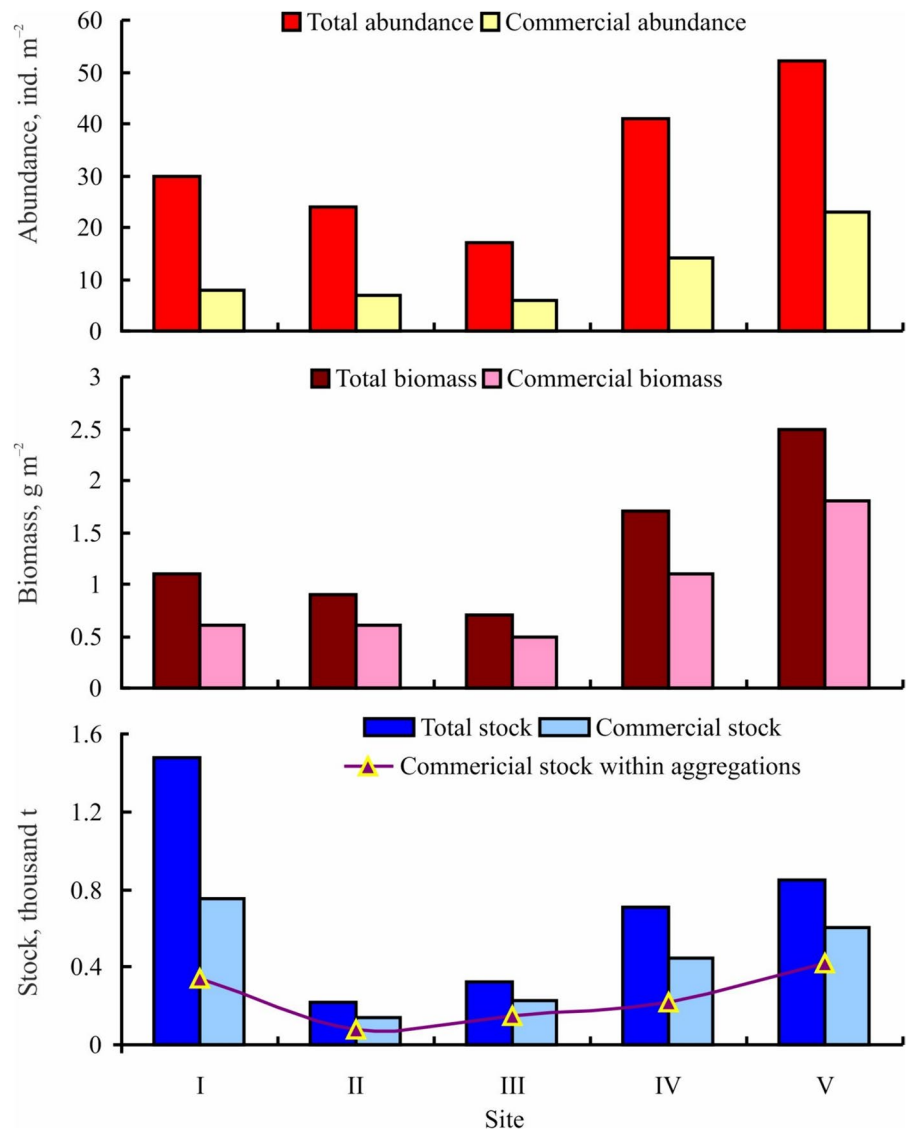 Total abundance Commercial abundance
Abundance, ind. m⁻²
60
50
40
30
20
10
0
Total biomass Commercial biomass
Biomass, g m⁻²
3
2.5
2
1.5
1
0.5
0
Total stock Commercial stock
Commericial stock within aggregations
Stock, thousand t
1.6
1.2
0.8
0.4
0
I II III IV V
Site